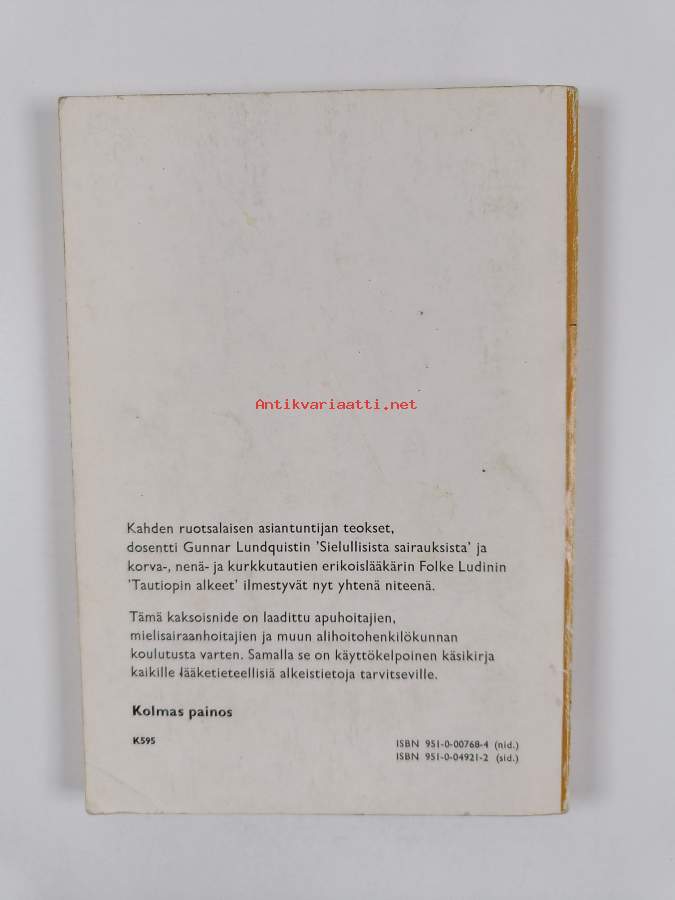 Antikvariaatti.net
Kahden ruotsalaisen asiantuntijan teokset,
dosentti Gunnar Lundquistin 'Sielullisista sairauksista' ja
korva-, nenä- ja kurkkutautien erikoislääkärin Folke Ludinin
'Tautiopin alkeet' ilmestyvät nyt yhtenä niteenä.
Tämä kaksoisnide on laadittu apuhoitajien,
mielisairaanhoitajien ja muun alihoitohenkilökunnan
koulutusta varten. Samalla se on käyttökelpoinen käsikirja
kaikille lääketieteellisiä alkeistietoja tarvitseville.
Kolmas painos
K595
ISBN 951-0-00768-4 (nid.)
ISBN 951-0-04921-2 (sid.)